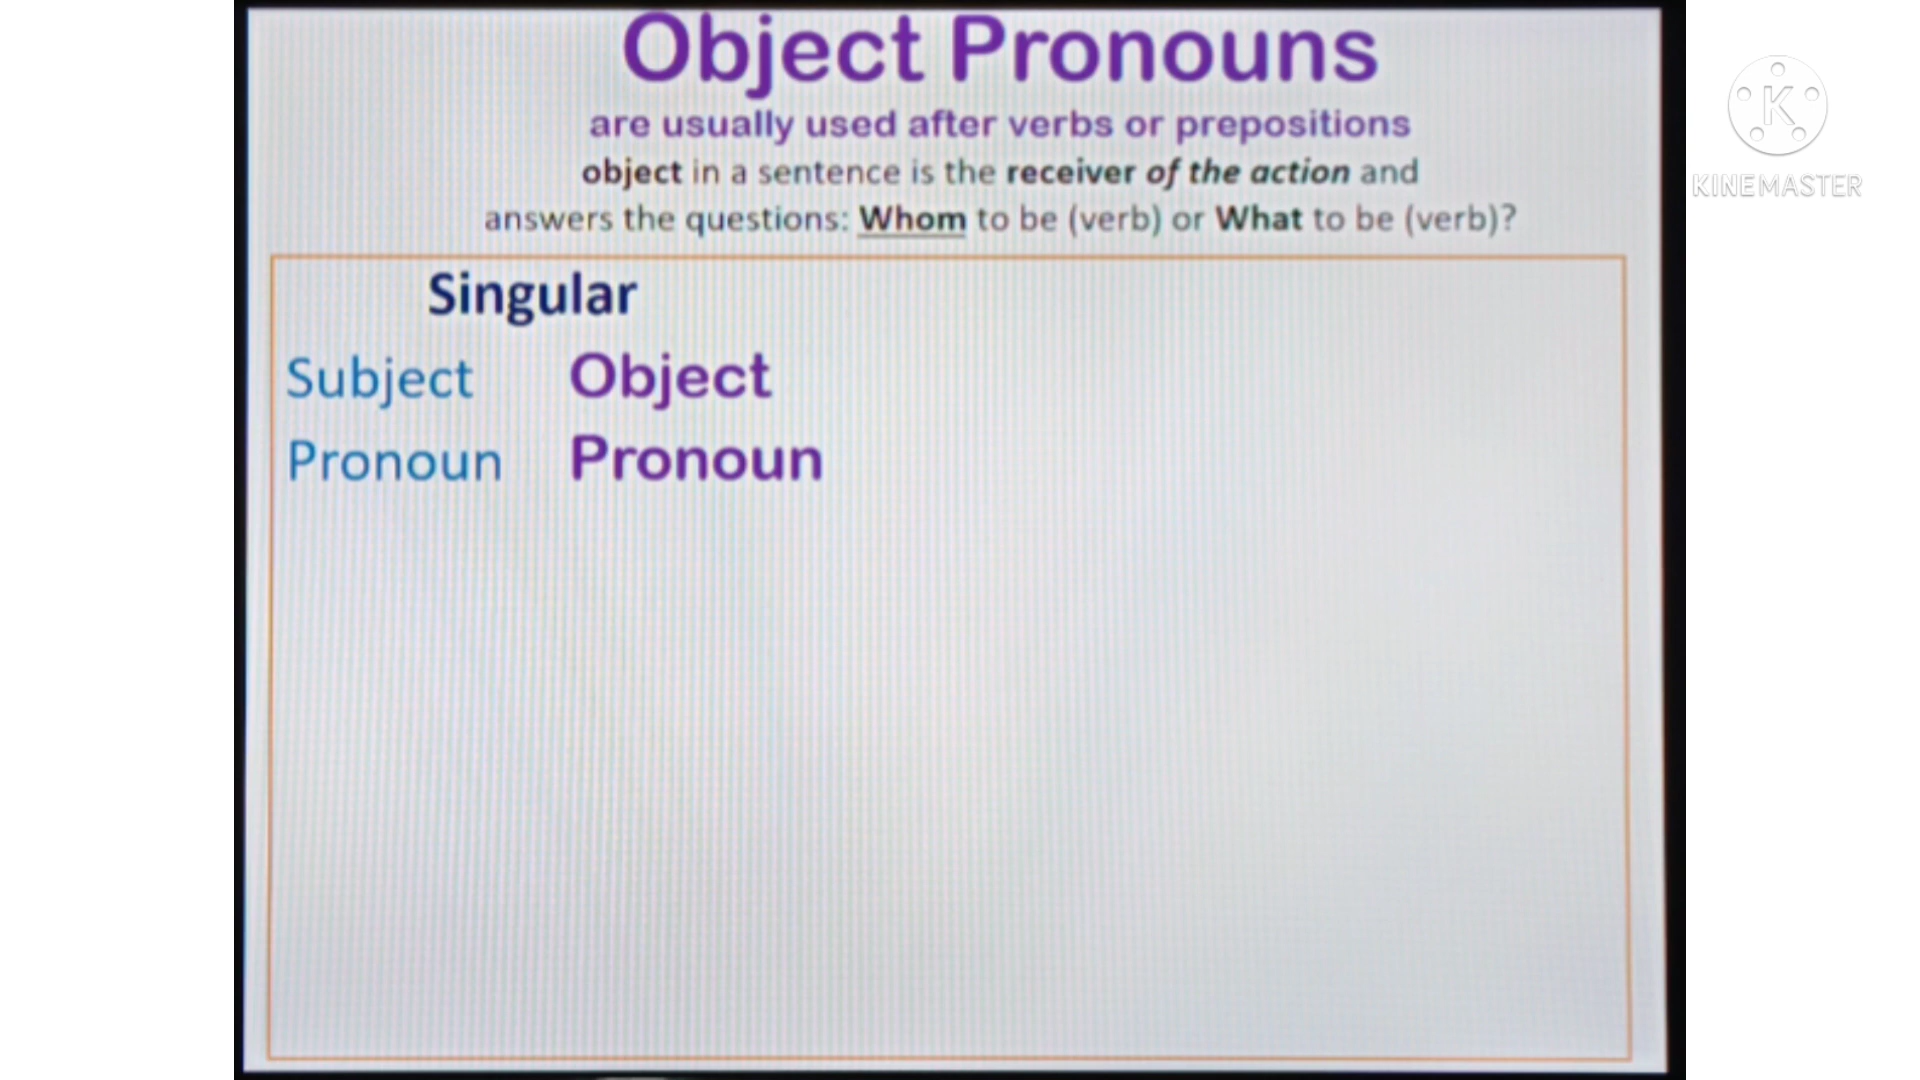 Object Pronouns
are usually used after verbs or prepositions
object in a sentence is the receiver of the action and
answers the questions: Whom to be (verb) or What to be (verb)?
Singular
Subject Object
Pronoun Pronoun
K
KINEMASTER